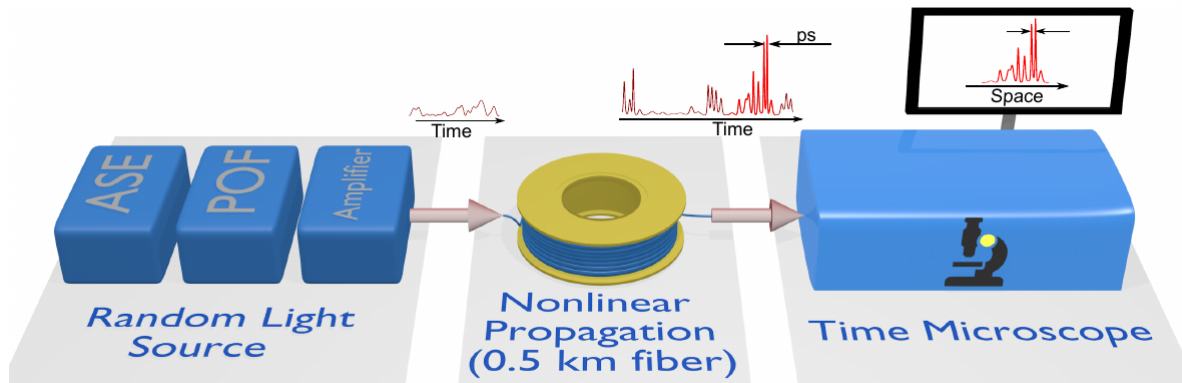 ps
Time
Time
Space
ASE
POF
Amplifier
Random Light
Source
Nonlinear
Propagation
(0.5 km fiber)
Time Microscope